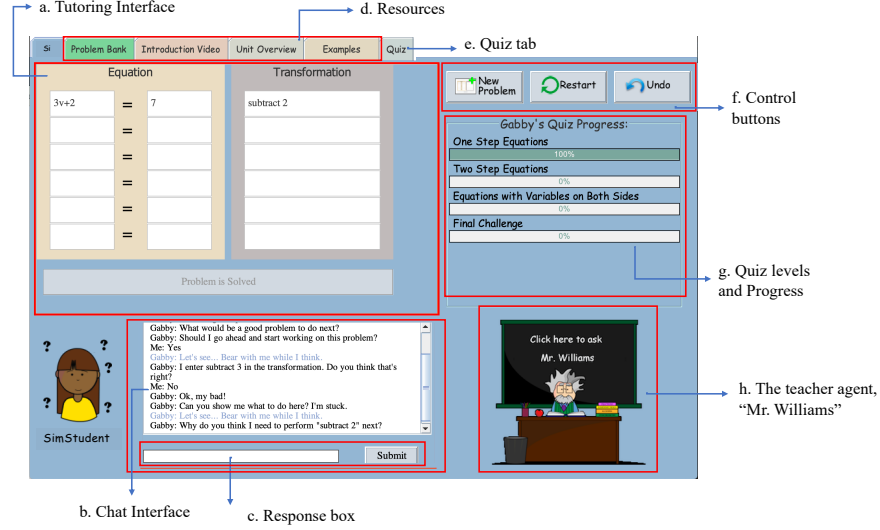 a. Tutoring Interface
d. Resources
e. Quiz tab
Si Problem Bank Introduction Video Unit Overview Examples Quiz
Equation Transformation
3v+2 = 7 subtract 2
=
=
=
=
=
Problem is Solved
New Problem Restart Undo
f. Control
buttons
Gabby's Quiz Progress:
One Step Equations
100%
Two Step Equations
0%
Equations with Variables on Both Sides
0%
Final Challenge
0%
g. Quiz levels
and Progress
? ? ? ?
SimStudent
Gabby: What would be a good problem to do next?
Gabby: Should I go ahead and start working on this problem?
Me: Yes
Gabby: Let's see... Bear with me while I think.
Gabby: I enter subtract 3 in the transformation. Do you think that's
right?
Me: No
Gabby: Ok, my bad!
Gabby: Can you show me what to do here? I'm stuck.
Gabby: Let's see... Bear with me while I think.
Gabby: Why do you think I need to perform "subtract 2" next?
Submit
Click here to ask
Mr. Williams
h. The teacher agent,
“Mr. Williams”
b. Chat Interface
c. Response box